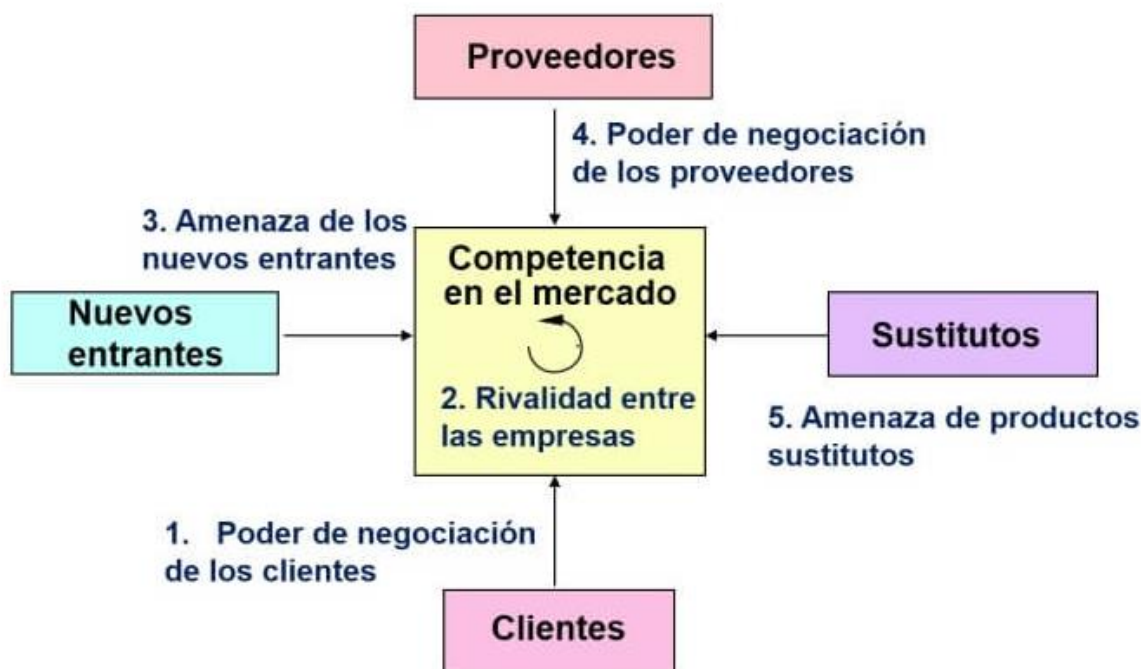 Proveedores
4. Poder de negociación
de los proveedores
3. Amenaza de los
nuevos entrantes
Competencia
en el mercado
Nuevos
entrantes
Sustitutos
2. Rivalidad entre
las empresas
5. Amenaza de productos
sustitutos
1. Poder de negociación
de los clientes
Clientes